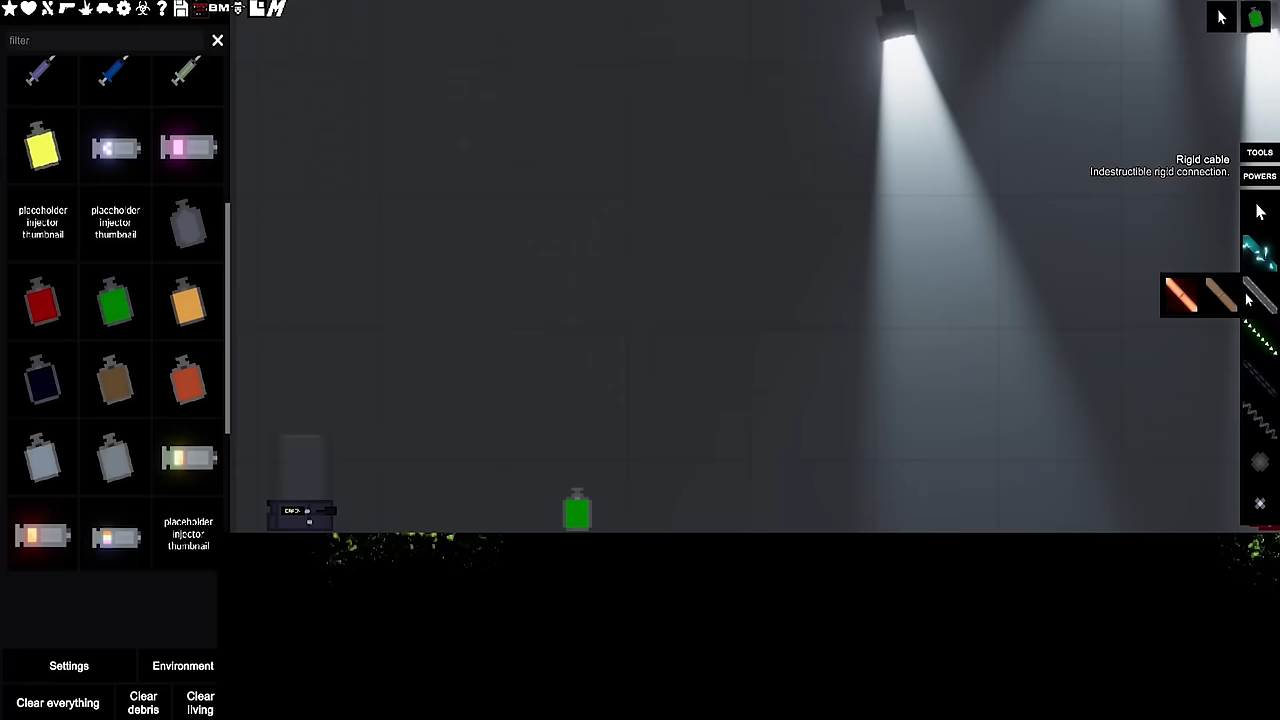 BM
filter
Rigid cable
Indestructible rigid connection.
TOOLS
POWERS
placeholder
injector
thumbnail
placeholder
injector
thumbnail
placeholder
injector
thumbnail
Settings
Environment
Clear everything
Clear
debris
Clear
living